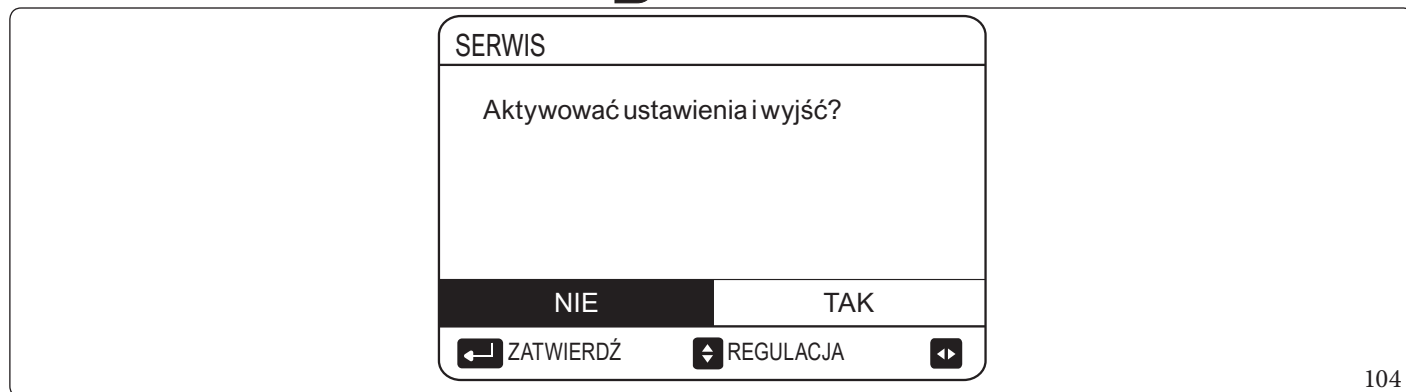 SERWIS
Aktywować ustawienia i wyjść?
NIE TAK
ZATWIERDŹ REGULACJA
104